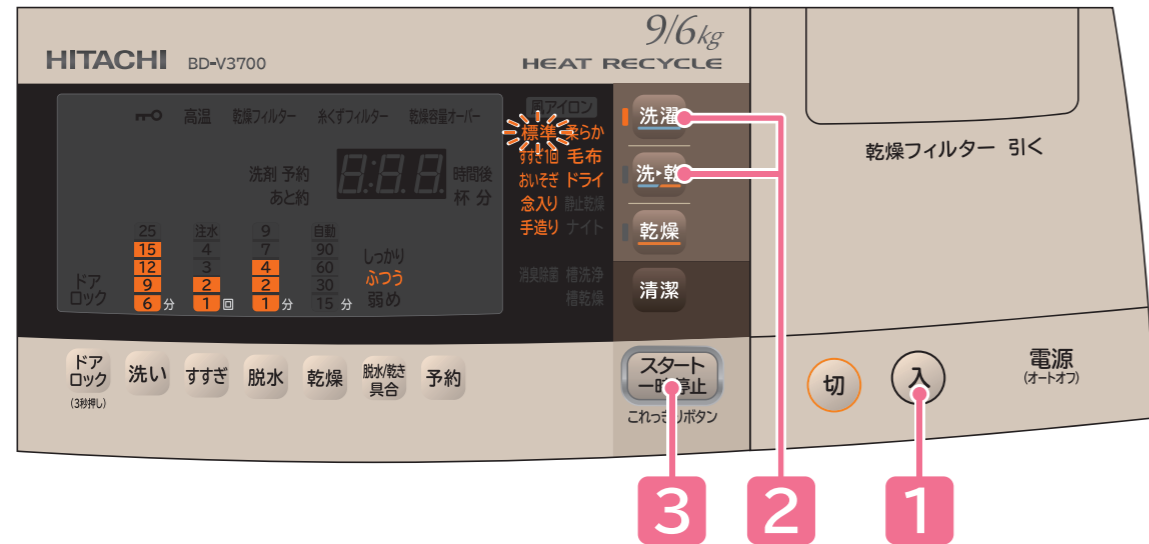 9/6kg
HITACHI BD-V3700 HEAT RECYCLE
高温 乾燥フィルター 糸くずフィルター 乾燥容量オーバー
風アイロン
標準 柔らか
すすぎ1回 毛布
おいそぎ ドライ
念入り 静止乾燥
手造り ナイト
消臭除菌 槽洗浄
槽乾燥
洗剤 予約
あと約
8:8.8.
時間後
杯 分
25 注水 9 自動
15 4 7 90
12 3 4 60
9 2 2 30
6 分 1 回 1 分 15 分
しっかり
ふつう
弱め
ドア
ロック
洗濯
洗▸乾
乾燥
清潔
乾燥フィルター 引く
ドア
ロック
(3秒押し)
洗い
すすぎ
脱水
乾燥
脱水/乾き
具合
予約
スタート
一時停止
これっきりボタン
切
入
電源
(オートオフ)
3
2
1